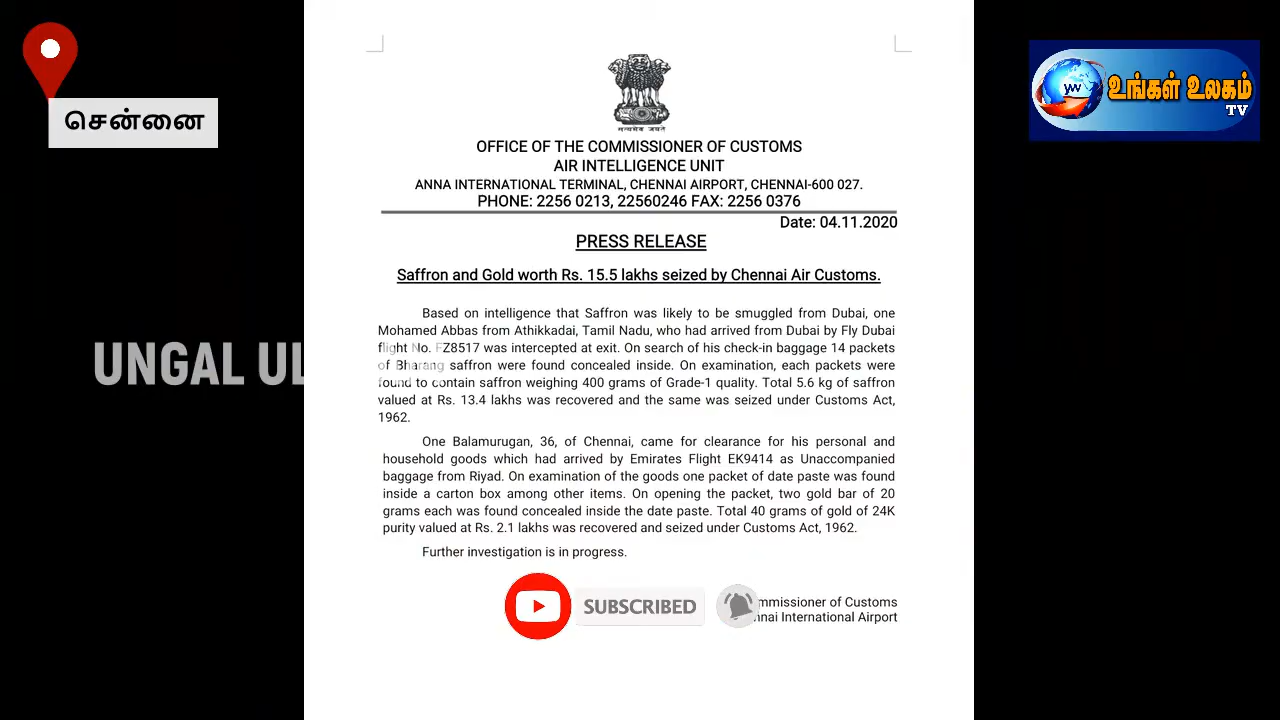 சென்னை
YW உங்கள் உலகம்
TV
सत्यमेव जयते
OFFICE OF THE COMMISSIONER OF CUSTOMS
AIR INTELLIGENCE UNIT
ANNA INTERNATIONAL TERMINAL, CHENNAI AIRPORT, CHENNAI-600 027.
PHONE: 2256 0213, 22560246 FAX: 2256 0376
Date: 04.11.2020
PRESS RELEASE
Saffron and Gold worth Rs. 15.5 lakhs seized by Chennai Air Customs.
Based on intelligence that Saffron was likely to be smuggled from Dubai, one
Mohamed Abbas from Athikkadai, Tamil Nadu, who had arrived from Dubai by Fly Dubai
flight No. FZ8517 was intercepted at exit. On search of his check-in baggage 14 packets
of Bharang saffron were found concealed inside. On examination, each packets were
found to contain saffron weighing 400 grams of Grade-1 quality. Total 5.6 kg of saffron
valued at Rs. 13.4 lakhs was recovered and the same was seized under Customs Act,
1962.
UNGAL UL
One Balamurugan, 36, of Chennai, came for clearance for his personal and
household goods which had arrived by Emirates Flight EK9414 as Unaccompanied
baggage from Riyad. On examination of the goods one packet of date paste was found
inside a carton box among other items. On opening the packet, two gold bar of 20
grams each was found concealed inside the date paste. Total 40 grams of gold of 24K
purity valued at Rs. 2.1 lakhs was recovered and seized under Customs Act, 1962.
Further investigation is in progress.
SUBSCRIBED
mmissioner of Customs
nnai International Airport